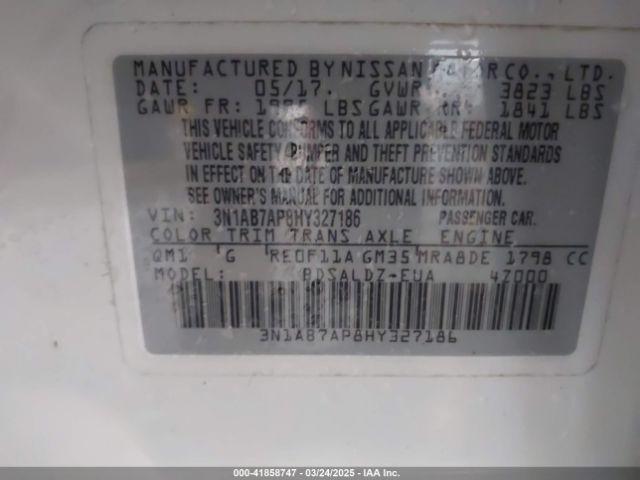 MANUFACTURED BY NISSAN MOTOR CO., LTD.
DATE: 05/17. GVWR: 3823 LBS
GAWR FR: LBS GAWR RR: 1841 LBS
THIS VEHICLE CONFORMS TO ALL APPLICABLE FEDERAL MOTOR
VEHICLE SAFETY, BUMPER AND THEFT PREVENTION STANDARDS
IN EFFECT ON THE DATE OF MANUFACTURE SHOWN ABOVE.
SEE OWNER'S MANUAL FOR ADDITIONAL INFORMATION.
VIN: 3N1AB7AP8HY327186 PASSENGER CAR.
COLOR TRIM TRANS AXLE ENGINE
QM1 G RE0F11A GM35 MRA8DE 1798 CC
MODEL: BDSALDZ-EUA 4Z000
3N1AB7AP8HY327186
000-41858747 - 03/24/2025 - IAA Inc.